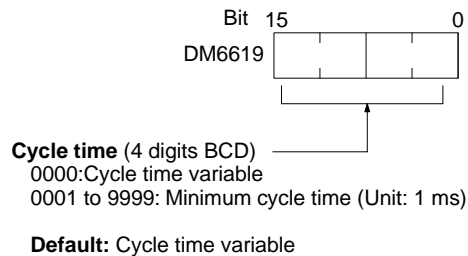 Bit 15 0
DM6619
Cycle time (4 digits BCD)
0000:Cycle time variable
0001 to 9999: Minimum cycle time (Unit: 1 ms)
Default: Cycle time variable